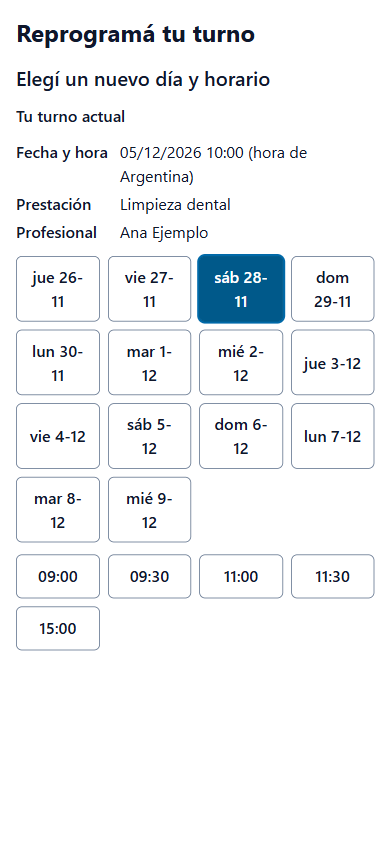 Reprogramá tu turno
Elegí un nuevo día y horario
Tu turno actual
Fecha y hora 05/12/2026 10:00 (hora de
Argentina)
Prestación Limpieza dental
Profesional Ana Ejemplo
jue 26-
11
vie 27-
11
sáb 28-
11
dom
29-11
lun 30-
11
mar 1-
12
mié 2-
12
jue 3-12
vie 4-12
sáb 5-
12
dom 6-
12
lun 7-12
mar 8-
12
mié 9-
12
09:00
09:30
11:00
11:30
15:00